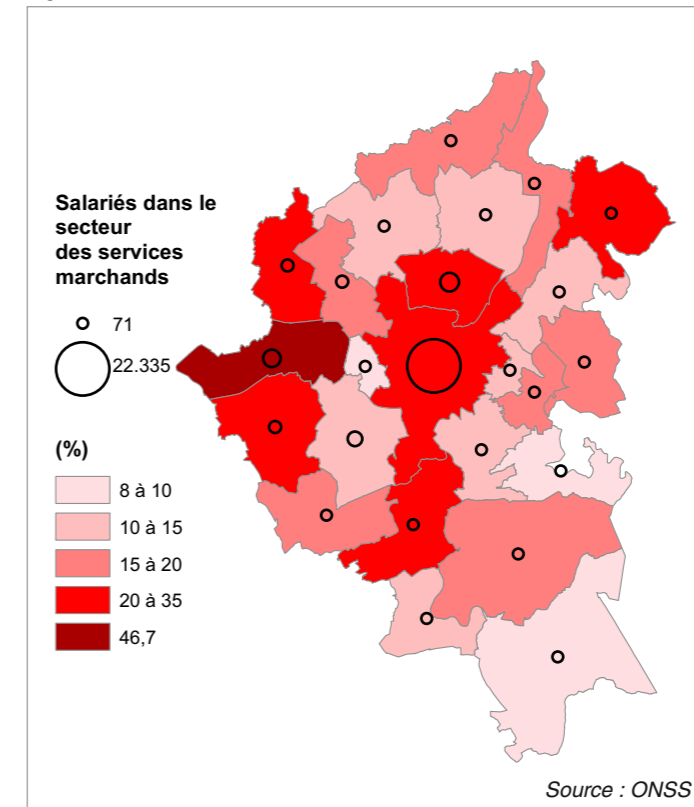 Salariés dans le
secteur
des services
marchands
71
22.335
(%)
8 à 10
10 à 15
15 à 20
20 à 35
46,7
Source : ONSS